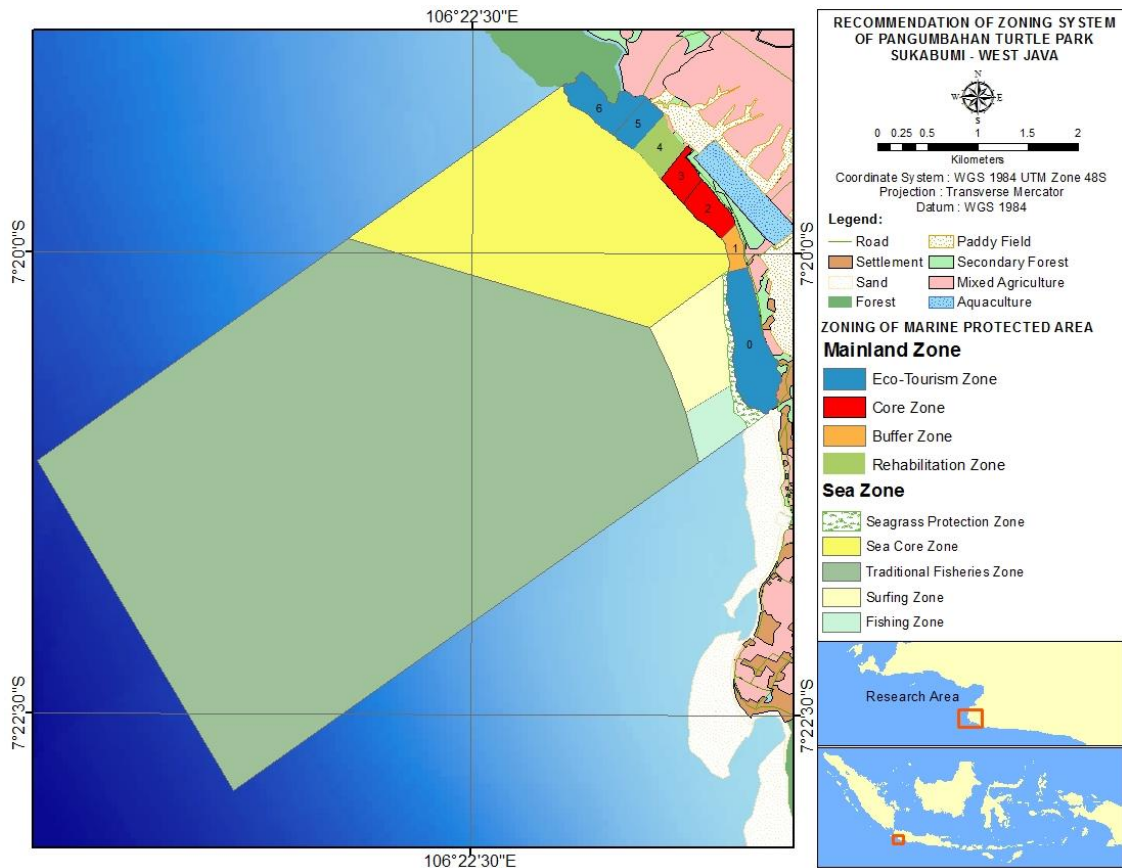 106°22'30"E
7°20'0"S
7°20'0"S
7°22'30"S
7°22'30"S
106°22'30"E
6
5
4
3
2
1
0
RECOMMENDATION OF ZONING SYSTEM
OF PANGUMBAHAN TURTLE PARK
SUKABUMI - WEST JAVA
N
W E
S
0 0.25 0.5 1 2
Kilometers
Coordinate System : WGS 1984 UTM Zone 48S
Projection : Transverse Mercator
Datum : WGS 1984
Legend:
Road Paddy Field
Settlement Secondary Forest
Sand Mixed Agriculture
Forest Aquaculture
ZONING OF MARINE PROTECTED AREA
Mainland Zone
Eco-Tourism Zone
Core Zone
Buffer Zone
Rehabilitation Zone
Sea Zone
Seagrass Protection Zone
Sea Core Zone
Traditional Fisheries Zone
Surfing Zone
Fishing Zone
Research Area